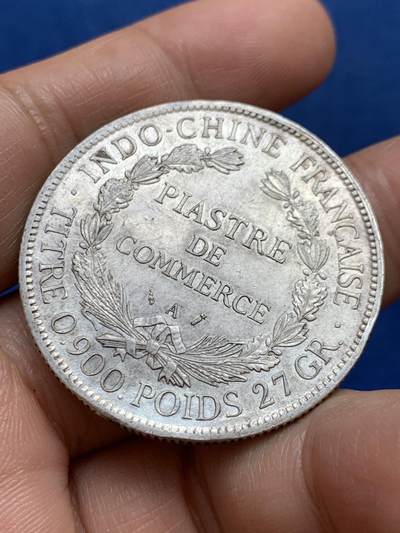 INDO-CHINE FRANÇAISE
PIASTRE
DE
COMMERCE
A
TITRE 0,900. POIDS 27 GR.